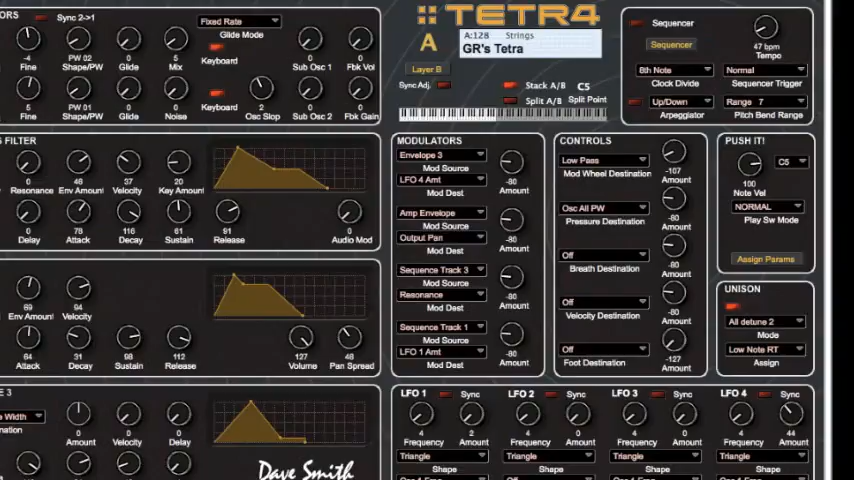 ORS
Sync 2->1
Fixed Rate
Glide Mode
Keyboard
-4
Fine
PW 02
Shape/PW
0
Glide
5
Mix
0
Sub Osc 1
0
Fbk Vol
5
Fine
PW 01
Shape/PW
0
Glide
0
Noise
Keyboard
2
Osc Slop
0
Sub Osc 2
0
Fbk Gain
TETR4
A
A:128 Strings
GR's Tetra
Layer B
Sync Adj.
Stack A/B
Split A/B
C5
Split Point
Sequencer
Sequencer
47 bpm
Tempo
8th Note
Clock Divide
Normal
Sequencer Trigger
Up/Down
Arpeggiator
Range 7
Pitch Bend Range
S FILTER
0
Resonance
46
Env Amount
37
Velocity
20
Key Amount
0
Delay
78
Attack
116
Decay
61
Sustain
91
Release
0
Audio Mod
MODULATORS
Envelope 3
Mod Source
LFO 4 Amt
Mod Dest
-80
Amount
Amp Envelope
Mod Source
Output Pan
Mod Dest
-80
Amount
Sequence Track 3
Mod Source
Resonance
Mod Dest
-80
Amount
Sequence Track 1
Mod Source
LFO 1 Amt
Mod Dest
-80
Amount
CONTROLS
Low Pass
Mod Wheel Destination
-107
Amount
Osc All PW
Pressure Destination
-80
Amount
Off
Breath Destination
-80
Amount
Off
Velocity Destination
-80
Amount
Off
Foot Destination
-127
Amount
PUSH IT!
100
Note Vel
C5
NORMAL
Play Sw Mode
Assign Params
UNISON
All detune 2
Mode
Low Note RT
Assign
69
Env Amount
94
Velocity
64
Attack
31
Decay
98
Sustain
112
Release
127
Volume
48
Pan Spread
E 3
e Width
nation
0
Amount
0
Velocity
0
Delay
Dave Smith
LFO 1
Sync
4
Frequency
2
Amount
Triangle
Shape
LFO 2
Sync
4
Frequency
0
Amount
Triangle
Shape
LFO 3
Sync
4
Frequency
0
Amount
Triangle
Shape
LFO 4
Sync
4
Frequency
44
Amount
Triangle
Shape